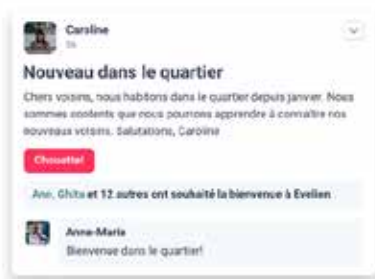 Caroline
Nouveau dans le quartier
Chers voisins, nous habitons dans le quartier depuis janvier. Nous
sommes contents que nous pourrons apprendre à connaître nos
nouveaux voisins. Salutations, Caroline
Chouette!
Ane, Ghita et 12 autres ont souhaité la bienvenue à Evelien
Anne-Marie
Bienvenue dans le quartier!